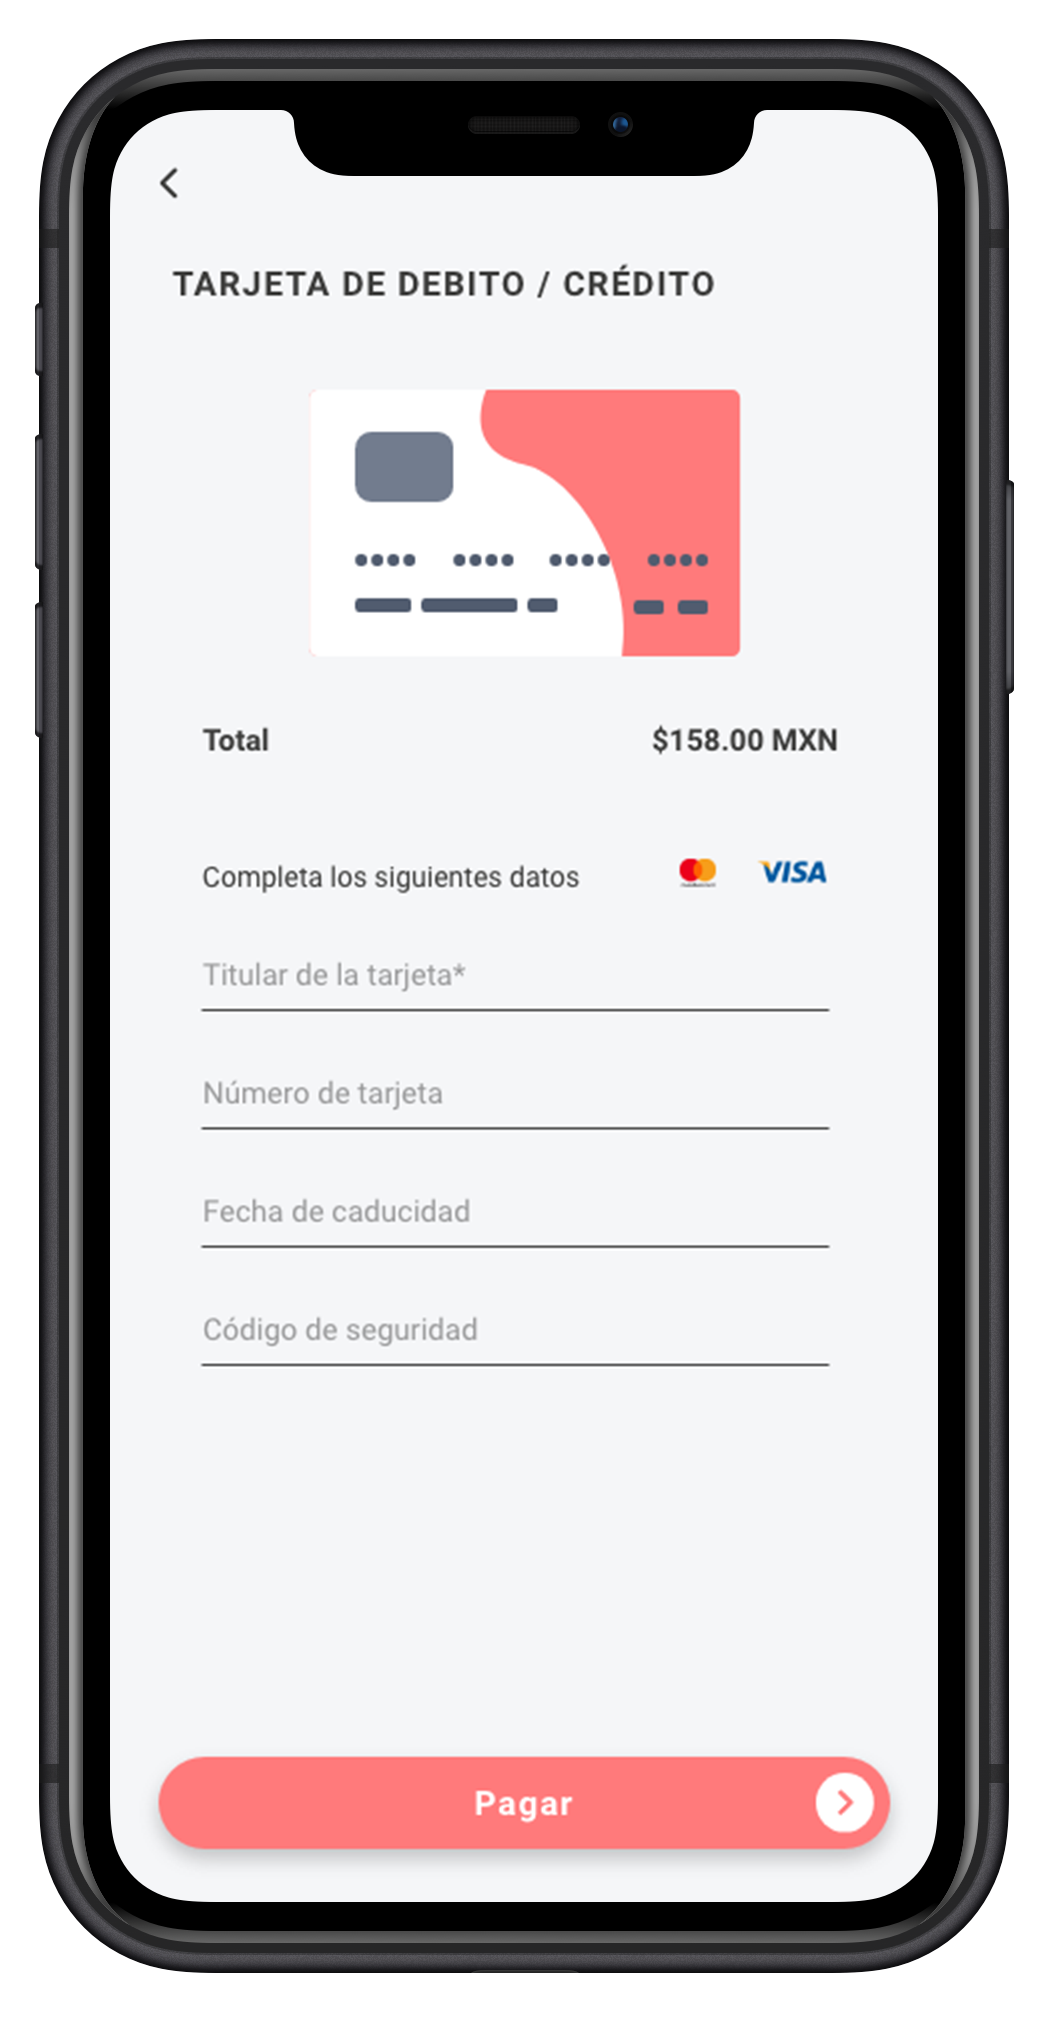 TARJETA DE DEBITO / CRÉDITO
Total $158.00 MXN
Completa los siguientes datos VISA
Titular de la tarjeta*
Número de tarjeta
Fecha de caducidad
Código de seguridad
Pagar